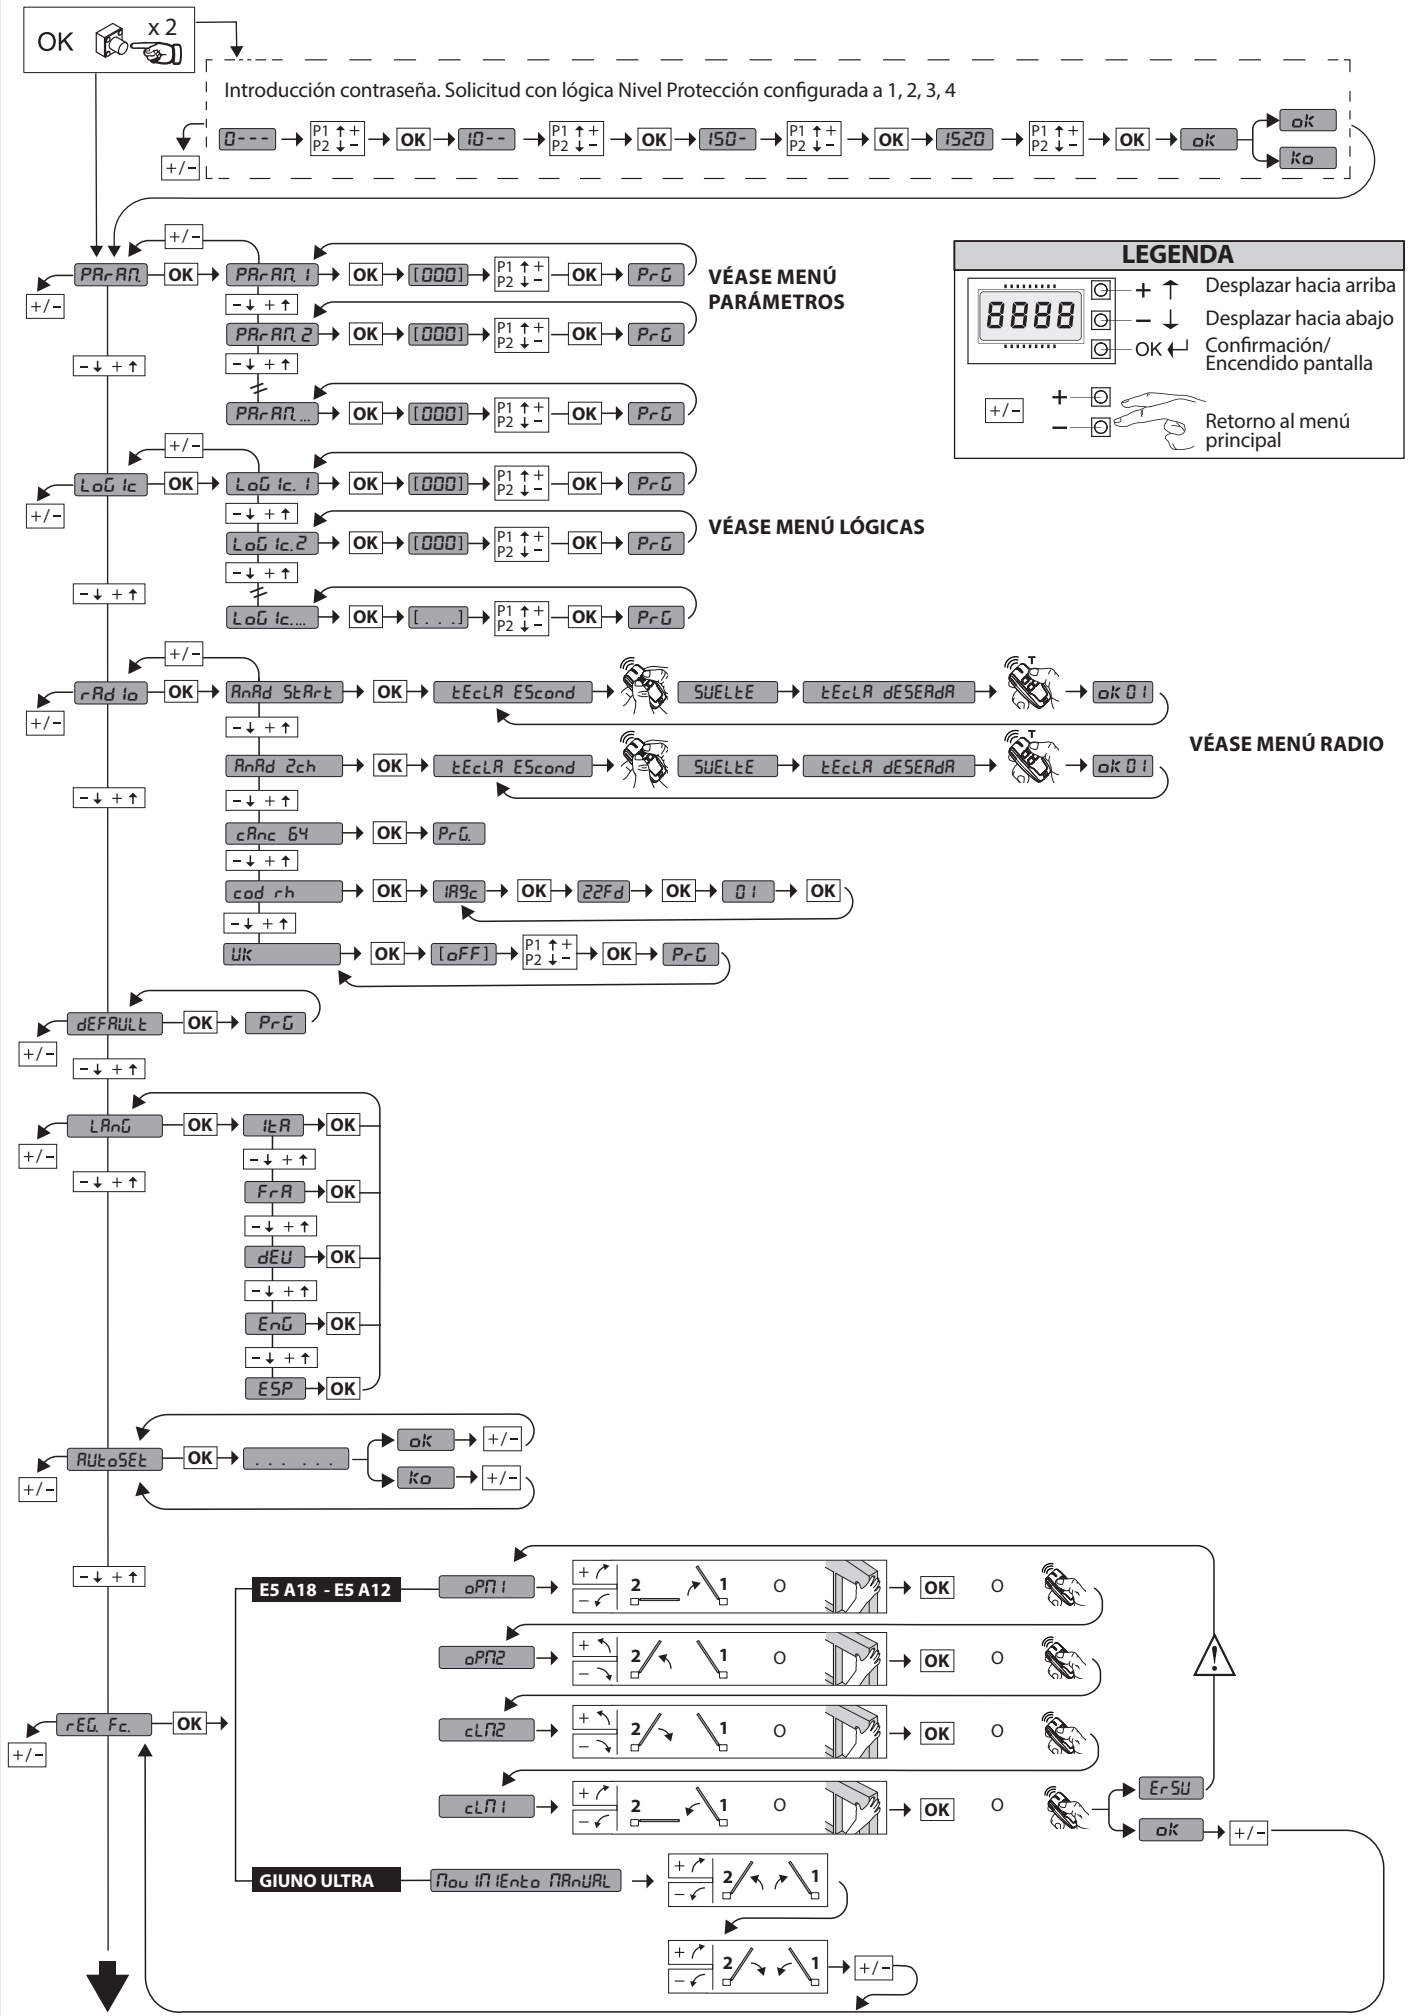 OK x 2
Introducción contraseña. Solicitud con lógica Nivel Protección configurada a 1, 2, 3, 4
0--- P1 ↑ + P2 ↓ − OK 10-- P1 ↑ + P2 ↓ − OK 150- P1 ↑ + P2 ↓ − OK 1520 P1 ↑ + P2 ↓ − OK oK oK
Ko
+/−
+/−
PArAM. OK PArAM. 1 OK [000] P1 ↑ + P2 ↓ − OK PrG
+/−
VÉASE MENÚ
PARÁMETROS
− ↓ + ↑
PArAM. 2 OK [000] P1 ↑ + P2 ↓ − OK PrG
− ↓ + ↑
− ↓ + ↑
PArAM.... OK [000] P1 ↑ + P2 ↓ − OK PrG
LEGENDA
8888
+ ↑ Desplazar hacia arriba
− ↓ Desplazar hacia abajo
OK Confirmación/
Encendido pantalla
+/− + −
Retorno al menú
principal
+/−
LoGIc OK LoGIc. 1 OK [000] P1 ↑ + P2 ↓ − OK PrG
+/−
− ↓ + ↑
VÉASE MENÚ LÓGICAS
LoGIc.2 OK [000] P1 ↑ + P2 ↓ − OK PrG
− ↓ + ↑
− ↓ + ↑
LoGIc.... OK [...] P1 ↑ + P2 ↓ − OK PrG
+/−
rAdIo OK AnAd StArt OK tEcLA EScond SUELtE tEcLA dESEAdA T oK 01
+/−
− ↓ + ↑
VÉASE MENÚ RADIO
AnAd 2ch OK tEcLA EScond SUELtE tEcLA dESEAdA T oK 01
− ↓ + ↑
− ↓ + ↑
cAnc 64 OK PrG.
− ↓ + ↑
cod rh OK 1A9c OK 22Fd OK 01 OK
− ↓ + ↑
UK OK [oFF] P1 ↑ + P2 ↓ − OK PrG
dEFAULt OK PrG
+/−
− ↓ + ↑
LAnG OK ItA OK
+/−
− ↓ + ↑
− ↓ + ↑
FrA OK
− ↓ + ↑
dEU OK
− ↓ + ↑
EnG OK
− ↓ + ↑
ESP OK
AUtoSEt OK ... ... oK +/−
Ko +/−
+/−
− ↓ + ↑
E5 A18 - E5 A12 oPM1 + − 2 1 O OK O
oPM2 + − 2 1 O OK O
rEG. Fc. OK
+/−
cLM2 + − 2 1 O OK O
cLM1 + − 2 1 O OK O
!
ErSU
oK +/−
GIUNO ULTRA MovIMIEnto MAnUAL + − 2 1
+ − 2 1 +/−